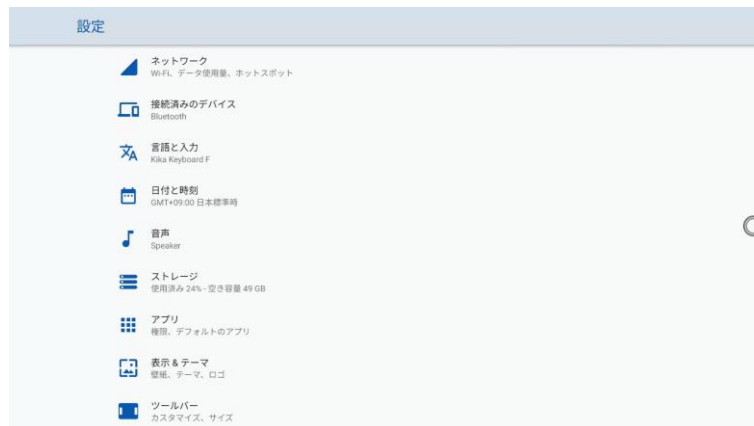 設定
ネットワーク
Wi-Fi、データ使用量、ホットスポット
接続済みのデバイス
Bluetooth
言語と入力
Kika Keyboard F
日付と時刻
GMT+09:00 日本標準時
音声
Speaker
ストレージ
使用済み 24% - 空き容量 49 GB
アプリ
権限、デフォルトのアプリ
表示 & テーマ
壁紙、テーマ、ロゴ
ツールバー
カスタマイズ、サイズ